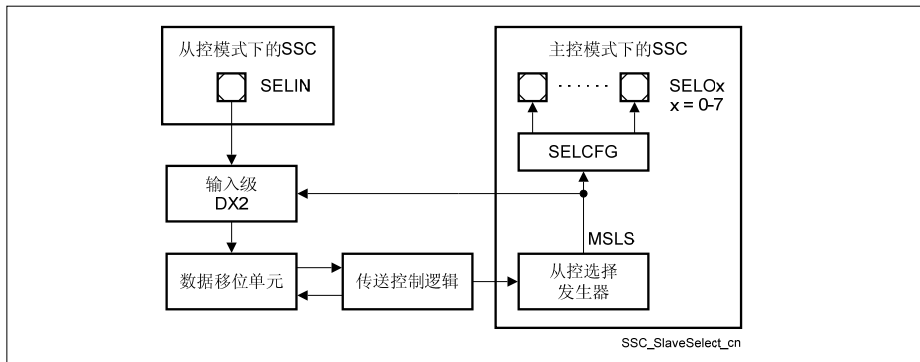 从控模式下的SSC
SELIN
主控模式下的SSC
SELOx
x = 0-7
SELCFG
输入级
DX2
MSLS
数据移位单元
传送控制逻辑
从控选择
发生器
SSC_SlaveSelect_cn